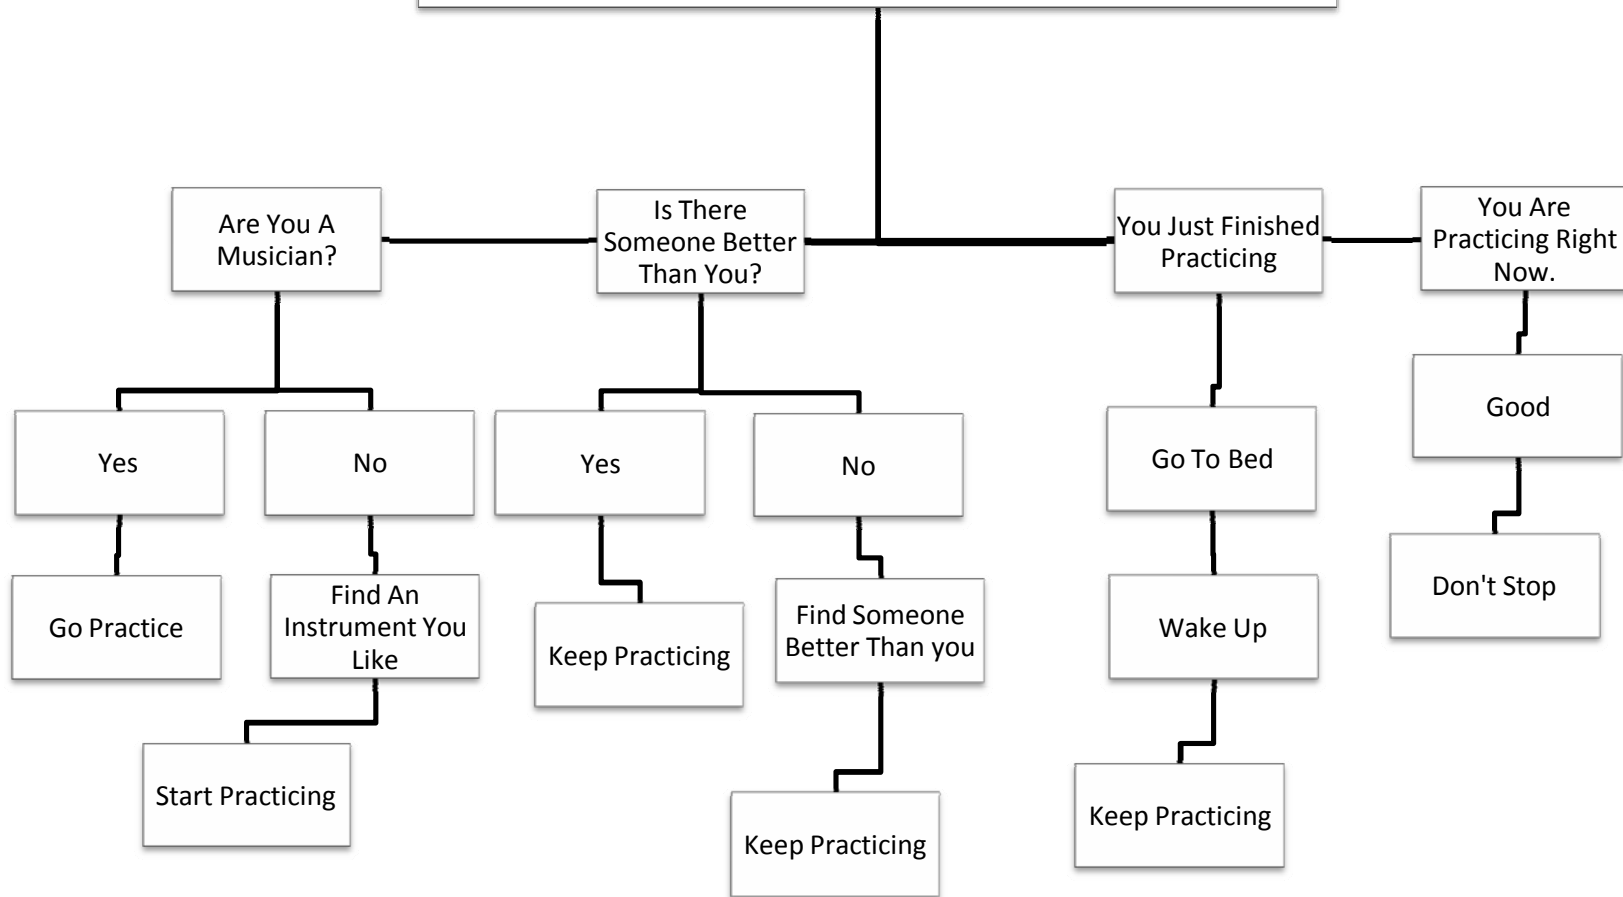 Are You A
Musician?
Is There
Someone Better
Than You?
You Just Finished
Practicing
You Are
Practicing Right
Now.
Yes
No
Yes
No
Go To Bed
Good
Go Practice
Find An
Instrument You
Like
Keep Practicing
Find Someone
Better Than you
Wake Up
Don't Stop
Start Practicing
Keep Practicing
Keep Practicing